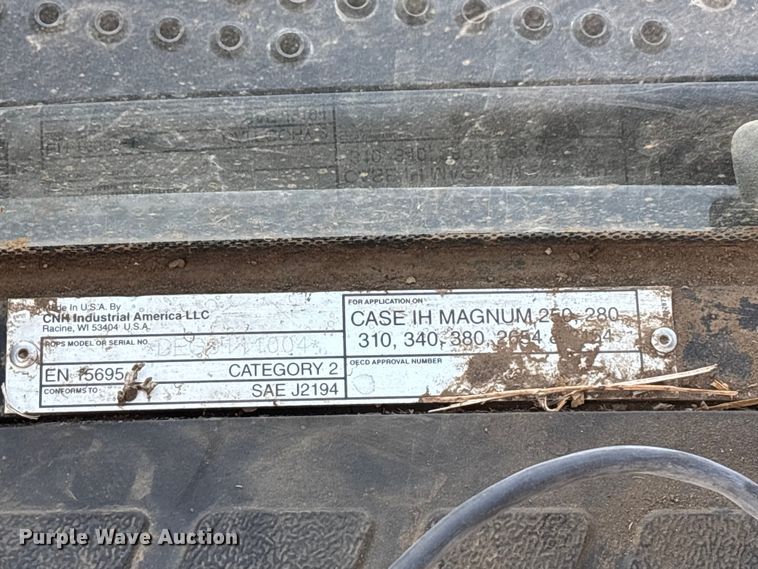 Made In U.S.A. By
CNH Industrial America LLC
Racine, WI 53404 U.S.A.
ROPS MODEL OR SERIAL NO.
EN 15695
CATEGORY 2
CONFORMS TO
SAE J2194
FOR APPLICATION ON
CASE IH MAGNUM 250, 280
310, 340, 380, 2654
OECD APPROVAL NUMBER
Purple Wave Auction